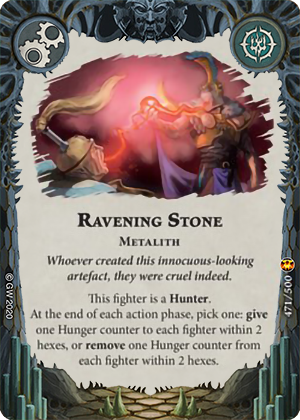 RAVENING STONE
METALITH
Whoever created this innocuous-looking
artefact, they were cruel indeed.
This fighter is a Hunter.
At the end of each action phase, pick one: give
one Hunger counter to each fighter within 2
hexes, or remove one Hunger counter from
each fighter within 2 hexes.
© GW 2020
471/500